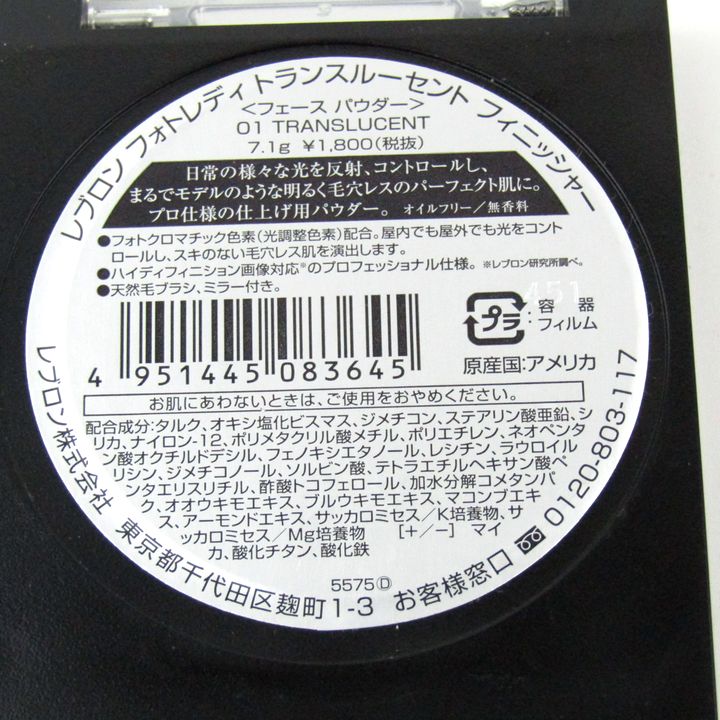 レブロン フォトレディ トランスルーセント フィニッシャー
＜フェース パウダー＞
01 TRANSLUCENT
7.1g ¥1,800(税抜)
日常の様々な光を反射、コントロールし、
まるでモデルのような明るく毛穴レスのパーフェクト肌に。
プロ仕様の仕上げ用パウダー。 オイルフリー／無香料
●フォトクロマチック色素(光調整色素)配合。屋内でも屋外でも光をコント
ロールし、スキのない毛穴レス肌を演出します。
●ハイディフィニション画像対応※のプロフェッショナル仕様。※レブロン研究所調べ。
●天然毛ブラシ、ミラー付き。
451
プラ :容器
:フィルム
原産国:アメリカ
4 951445 083645
お肌にあわないときは、ご使用をおやめください。
配合成分:タルク、オキシ塩化ビスマス、ジメチコン、ステアリン酸亜鉛、シ
リカ、ナイロン-12、ポリメタクリル酸メチル、ポリエチレン、ネオペンタ
ン酸オクチルドデシル、フェノキシエタノール、レシチン、ラウロイル
リシン、ジメチコノール、ソルビン酸、テトラエチルヘキサン酸ペ
ンタエリスリチル、酢酸トコフェロール、加水分解コメタンパ
ク、オオウキモエキス、ブルウキモエキス、マコンブエキ
ス、アーモンドエキス、サッカロミセス／K培養物、サ
ッカロミセス／Mg培養物 [＋/－] マイ
カ、酸化チタン、酸化鉄
5575Ⓓ
レブロン株式会社 東京都千代田区麹町1-3 お客様窓口 0120-803-117